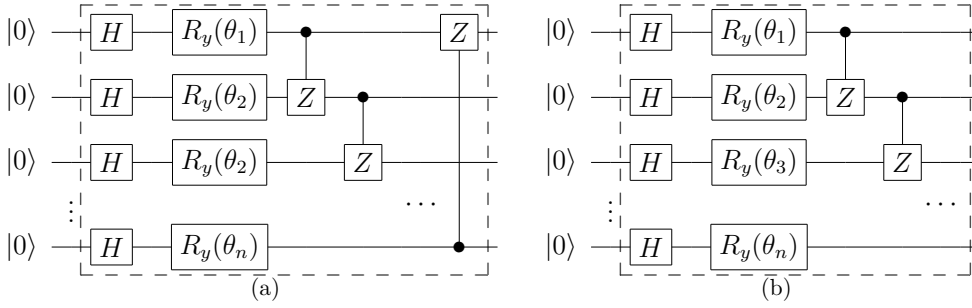 |0⟩ H R_y(θ_1) Z |0⟩ H R_y(θ_1)
|0⟩ H R_y(θ_2) Z |0⟩ H R_y(θ_2) Z
|0⟩ H R_y(θ_2) Z |0⟩ H R_y(θ_3) Z
⋮ ⋯ ⋮ ⋯
|0⟩ H R_y(θ_n) |0⟩ H R_y(θ_n)
(a) (b)